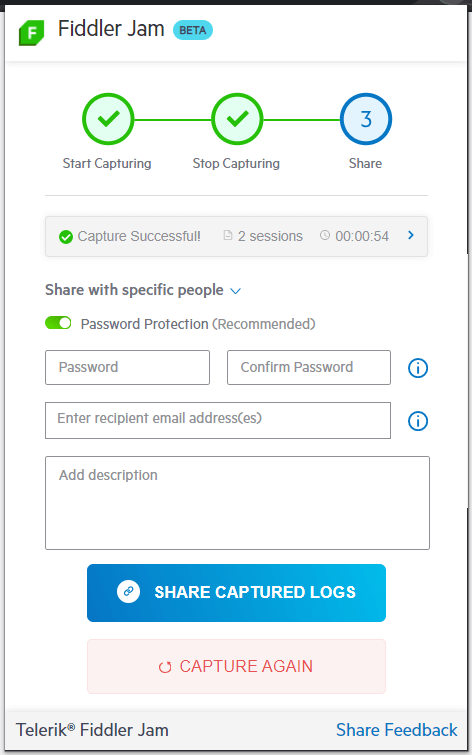 F Fiddler Jam BETA
3
Start Capturing Stop Capturing Share
Capture Successful! 2 sessions 00:00:54
Share with specific people
Password Protection (Recommended)
Password Confirm Password
Enter recipient email address(es)
Add description
SHARE CAPTURED LOGS
CAPTURE AGAIN
Telerik® Fiddler Jam Share Feedback